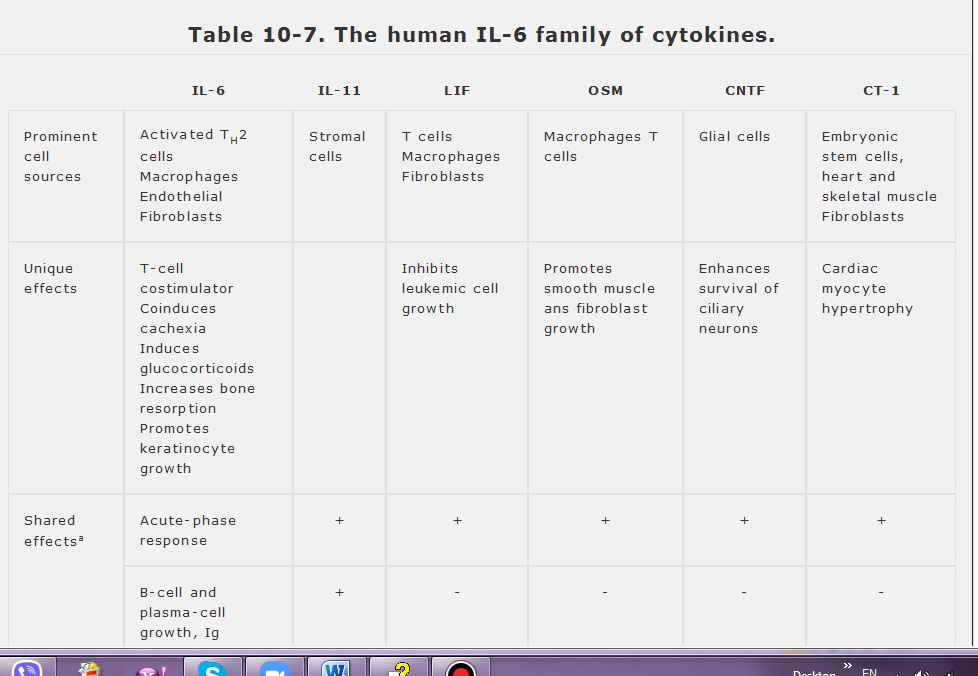 Table 10-7. The human IL-6 family of cytokines.
IL-6 IL-11 LIF OSM CNTF CT-1
Prominent
cell
sources
Activated TH2
cells
Macrophages
Endothelial
Fibroblasts
Stromal
cells
T cells
Macrophages
Fibroblasts
Macrophages T
cells
Glial cells
Embryonic
stem cells,
heart and
skeletal muscle
Fibroblasts
Unique
effects
T-cell
costimulator
Coinduces
cachexia
Induces
glucocorticoids
Increases bone
resorption
Promotes
keratinocyte
growth
Inhibits
leukemic cell
growth
Promotes
smooth muscle
ans fibroblast
growth
Enhances
survival of
ciliary
neurons
Cardiac
myocyte
hypertrophy
Shared
effectsª
Acute-phase
response
+ + + + +
B-cell and
plasma-cell
growth, Ig
+ - - - -
Desktop » EN